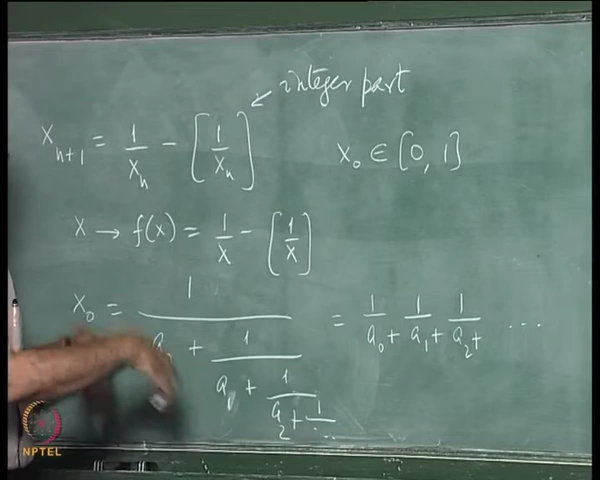 integer part
x_{n+1} = 1/x_n − [1/x_n]    x_0 ∈ [0, 1]
x → f(x) = 1/x − [1/x]
x_0 = 1/(a_0 + 1/(a_1 + 1/(a_2 + 1/⋱))) = 1/a_0+ 1/a_1+ 1/a_2+ ...
NPTEL